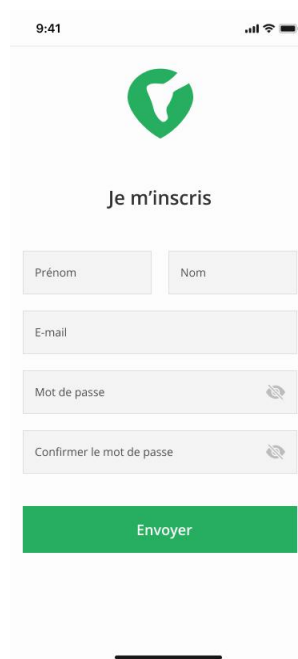 9:41
Je m’inscris
Prénom Nom
E-mail
Mot de passe
Confirmer le mot de passe
Envoyer